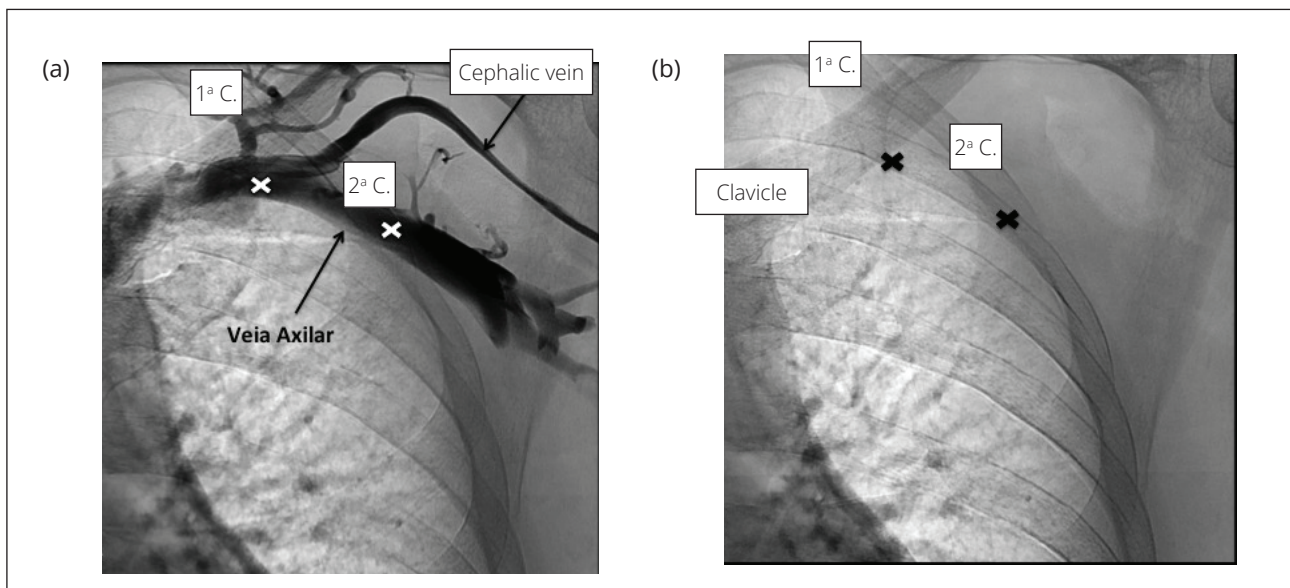 (a)
1ª C.
Cephalic vein
2ª C.
Veia Axilar
(b)
1ª C.
2ª C.
Clavicle